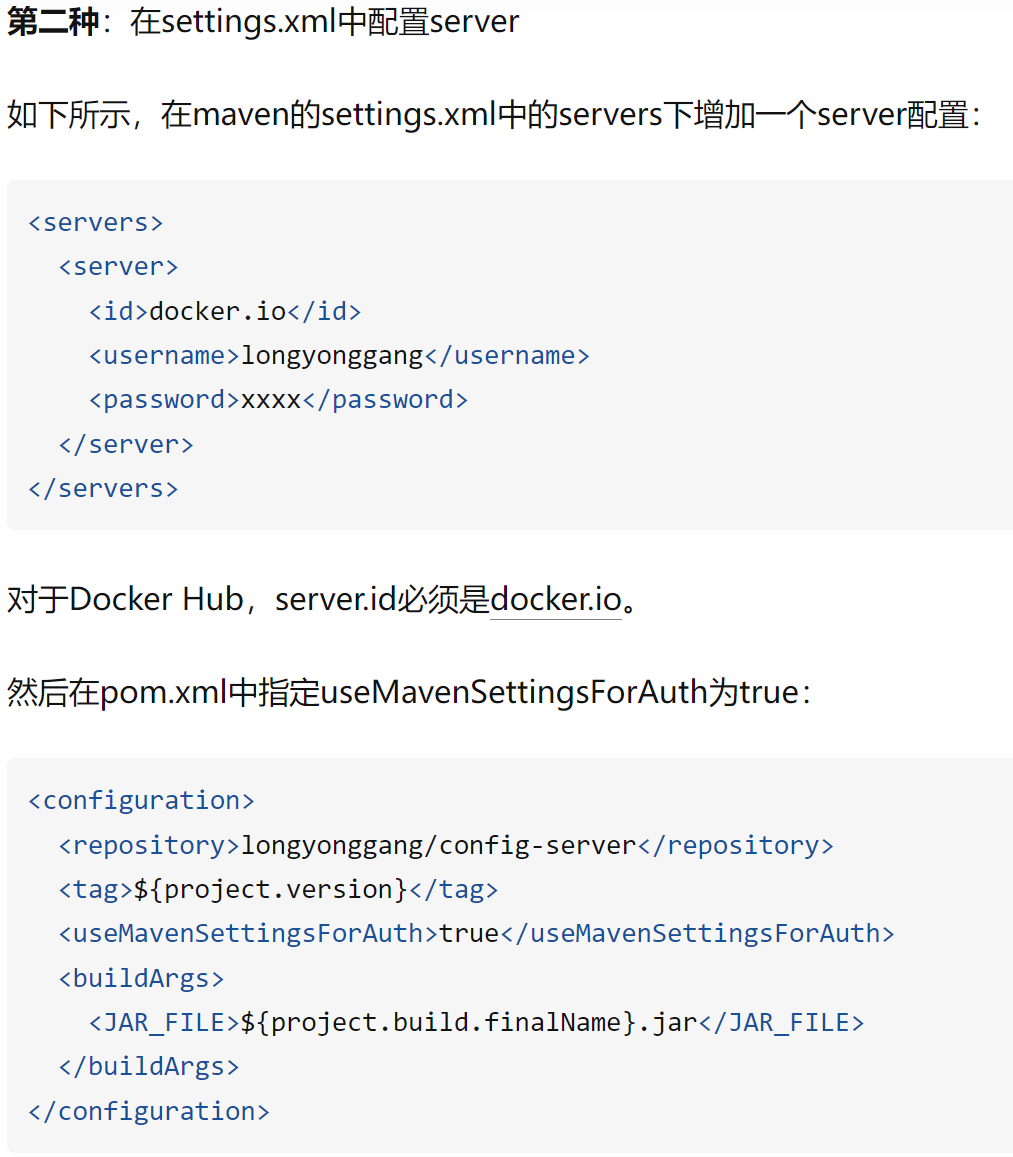 第二种：在settings.xml中配置server
如下所示，在maven的settings.xml中的servers下增加一个server配置：
<servers>
  <server>
    <id>docker.io</id>
    <username>longyonggang</username>
    <password>xxxx</password>
  </server>
</servers>
对于Docker Hub，server.id必须是docker.io。
然后在pom.xml中指定useMavenSettingsForAuth为true：
<configuration>
  <repository>longyonggang/config-server</repository>
  <tag>${project.version}</tag>
  <useMavenSettingsForAuth>true</useMavenSettingsForAuth>
  <buildArgs>
    <JAR_FILE>${project.build.finalName}.jar</JAR_FILE>
  </buildArgs>
</configuration>